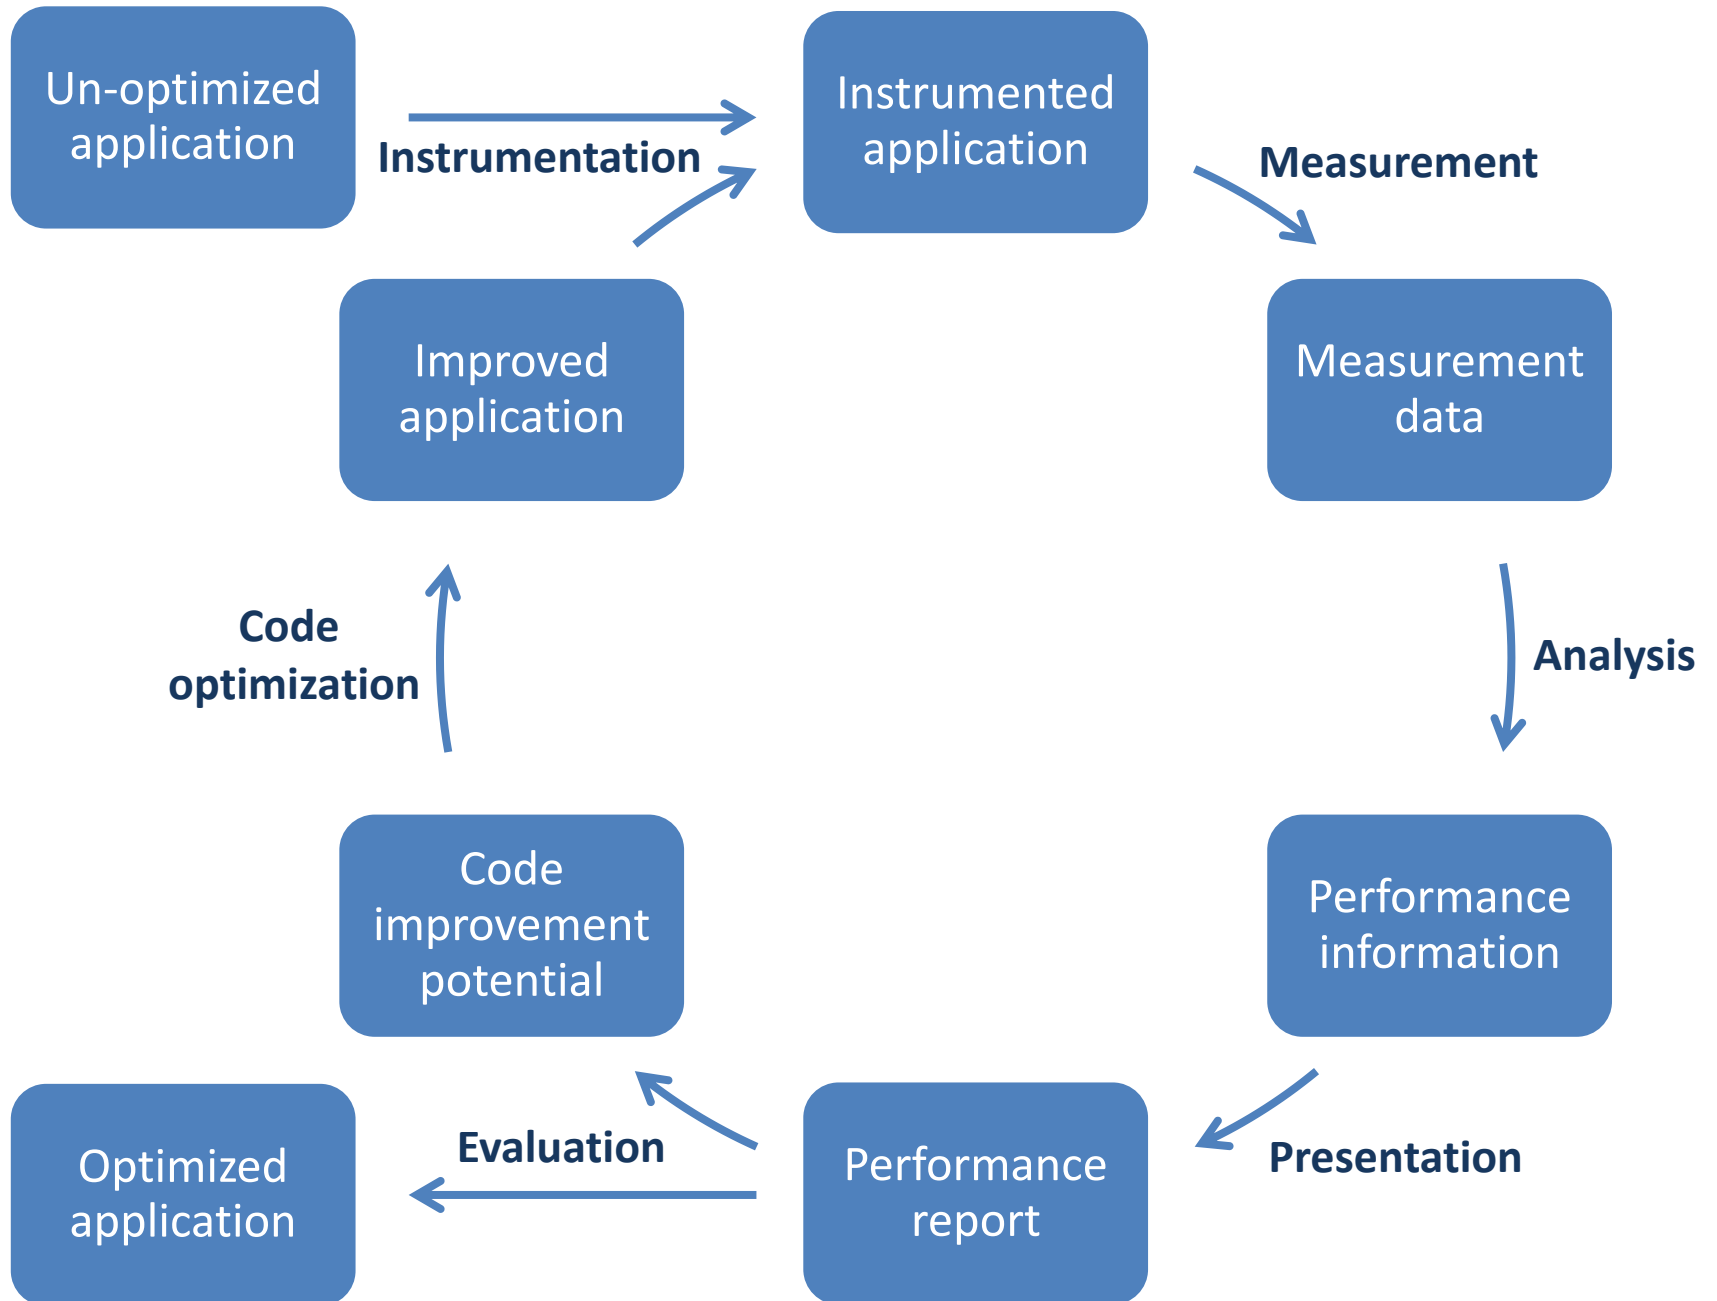 Un-optimized
application
Instrumentation
Instrumented
application
Measurement
Improved
application
Measurement
data
Code
optimization
Analysis
Code
improvement
potential
Performance
information
Optimized
application
Evaluation
Performance
report
Presentation